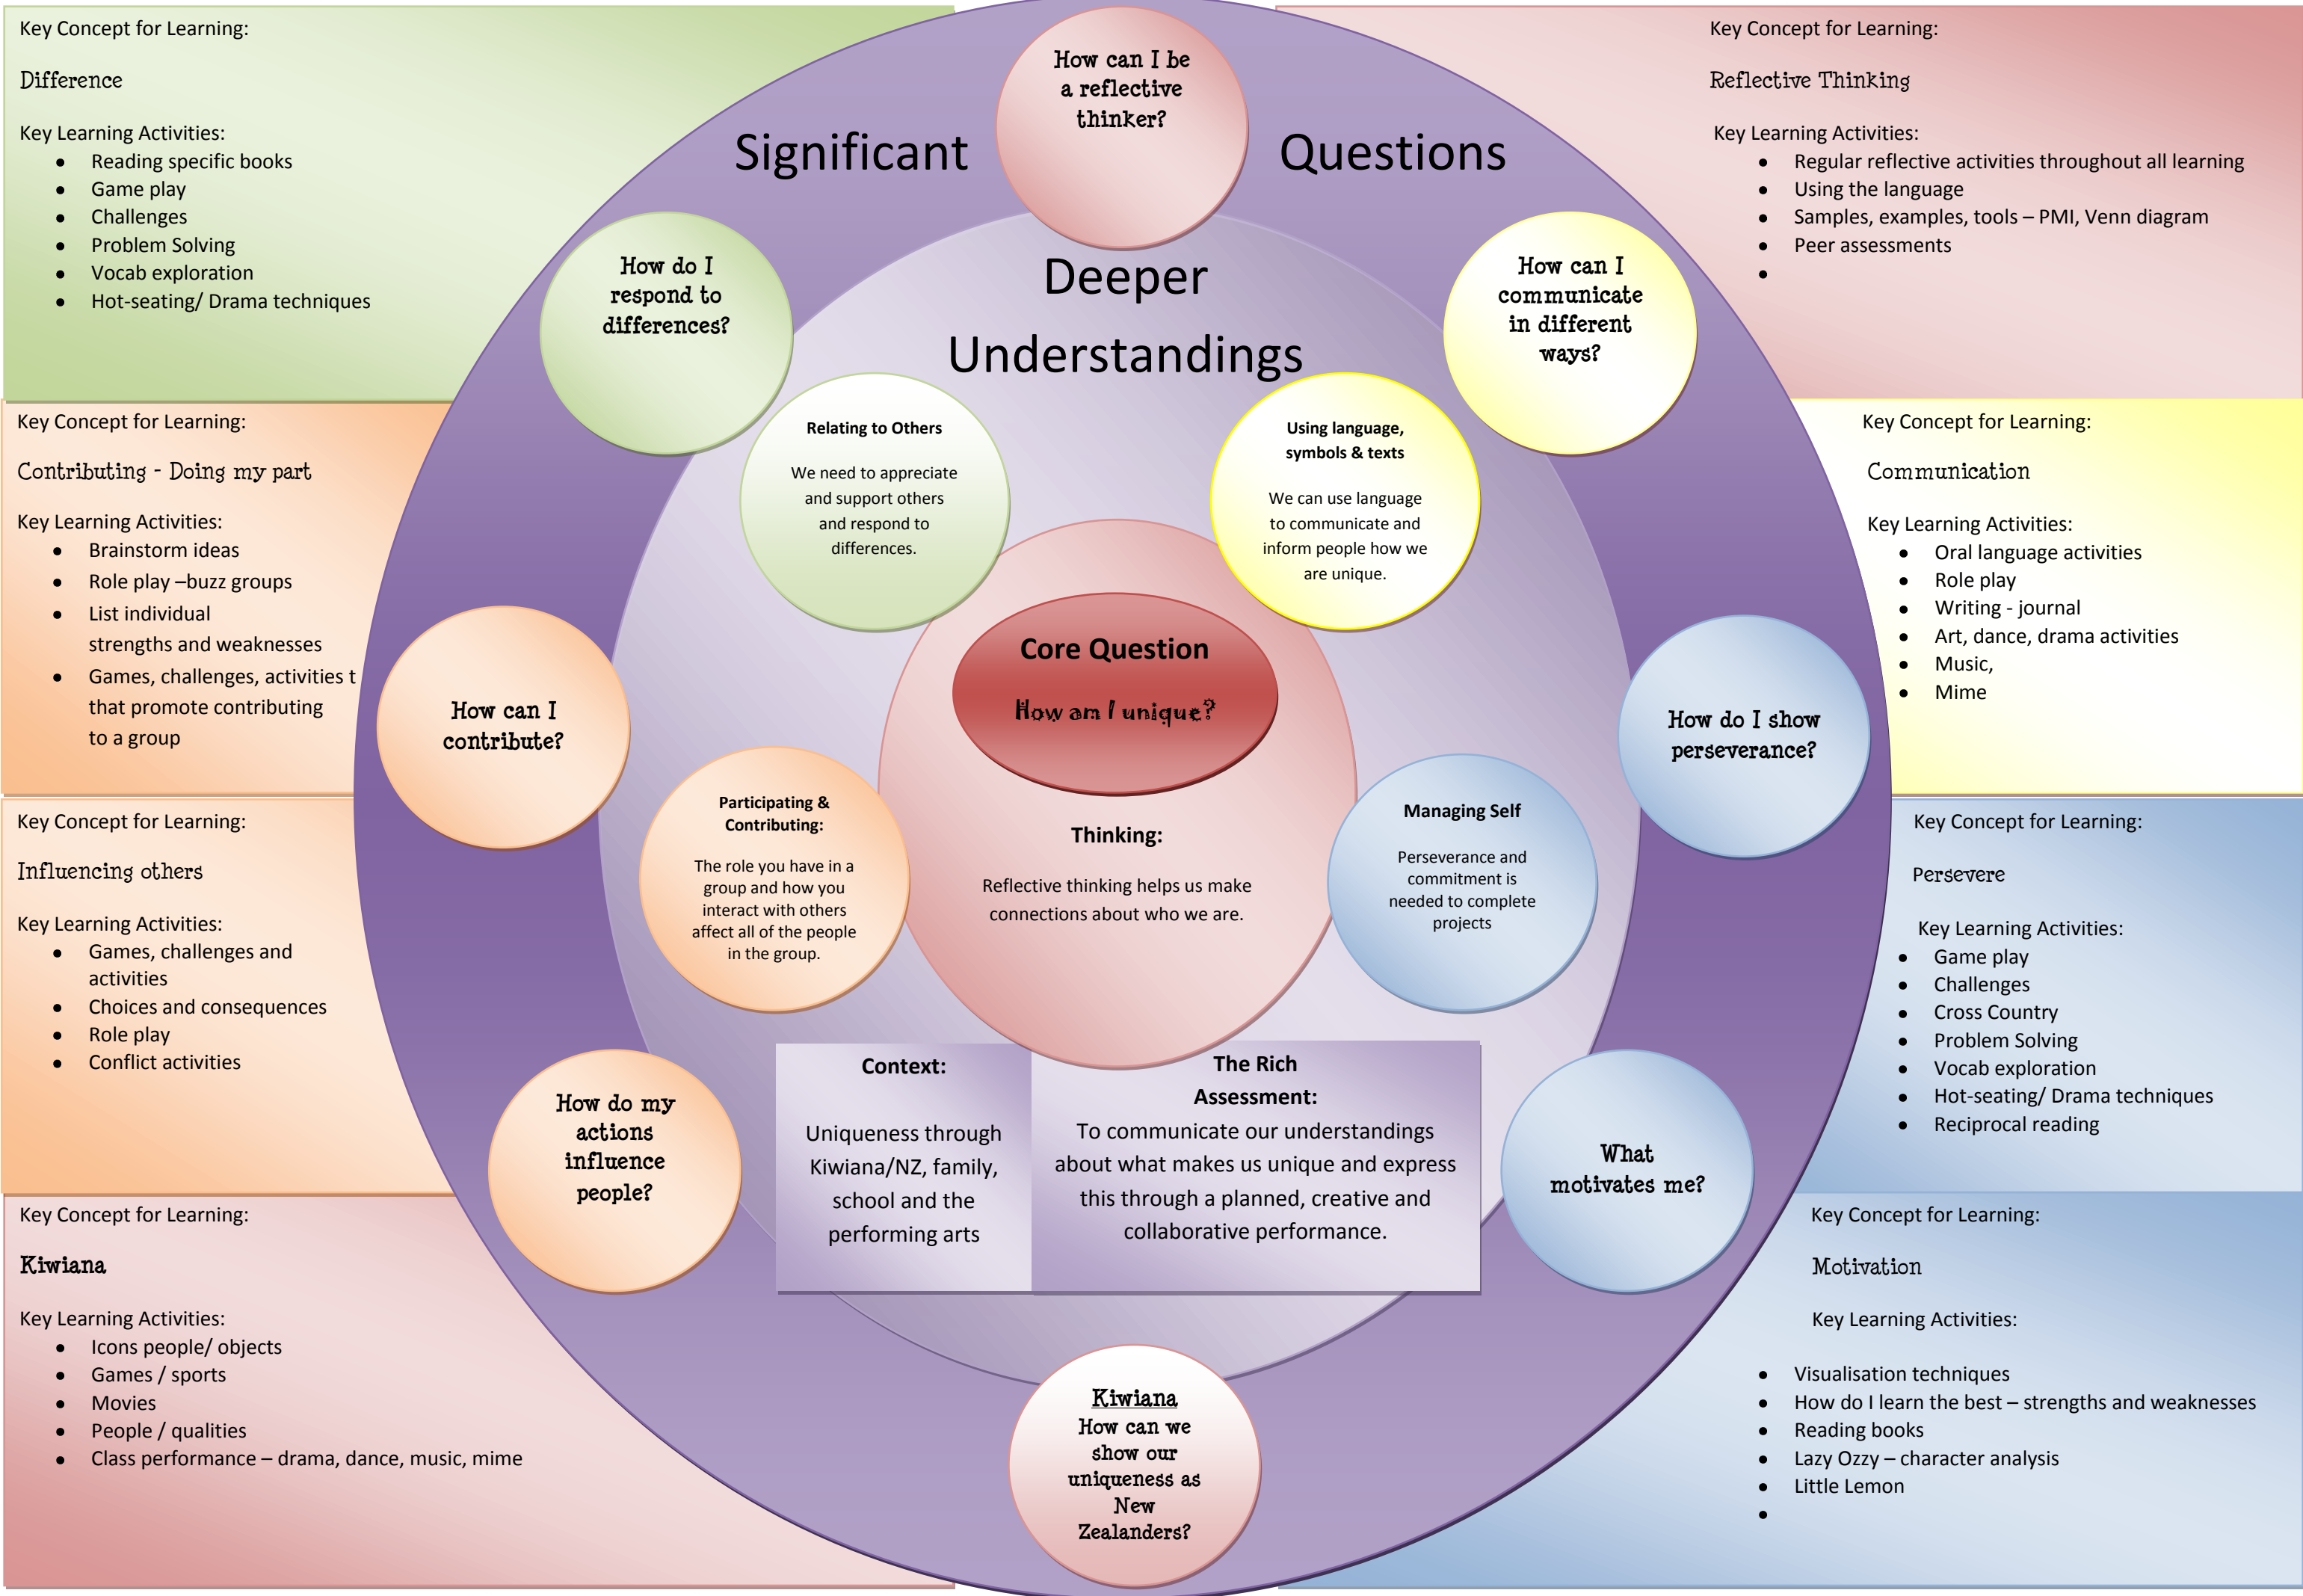 Key Concept for Learning:
Difference
Key Learning Activities:
● Reading specific books
● Game play
● Challenges
● Problem Solving
● Vocab exploration
● Hot-seating/ Drama techniques
Key Concept for Learning:
Contributing - Doing my part
Key Learning Activities:
● Brainstorm ideas
● Role play –buzz groups
● List individual
strengths and weaknesses
● Games, challenges, activities t
that promote contributing
to a group
Key Concept for Learning:
Influencing others
Key Learning Activities:
● Games, challenges and
activities
● Choices and consequences
● Role play
● Conflict activities
Key Concept for Learning:
Kiwiana
Key Learning Activities:
● Icons people/ objects
● Games / sports
● Movies
● People / qualities
● Class performance – drama, dance, music, mime
Significant Questions
How can I be
a reflective
thinker?
How do I
respond to
differences?
How can I
communicate
in different
ways?
How can I
contribute?
How do I show
perseverance?
How do my
actions
influence
people?
What
motivates me?
Kiwiana
How can we
show our
uniqueness as
New
Zealanders?
Deeper
Understandings
Relating to Others
We need to appreciate
and support others
and respond to
differences.
Using language,
symbols & texts
We can use language
to communicate and
inform people how we
are unique.
Core Question
How am I unique?
Thinking:
Reflective thinking helps us make
connections about who we are.
Participating &
Contributing:
The role you have in a
group and how you
interact with others
affect all of the people
in the group.
Managing Self
Perseverance and
commitment is
needed to complete
projects
Context:
Uniqueness through
Kiwiana/NZ, family,
school and the
performing arts
The Rich
Assessment:
To communicate our understandings
about what makes us unique and express
this through a planned, creative and
collaborative performance.
Key Concept for Learning:
Reflective Thinking
Key Learning Activities:
● Regular reflective activities throughout all learning
● Using the language
● Samples, examples, tools – PMI, Venn diagram
● Peer assessments
●
Key Concept for Learning:
Communication
Key Learning Activities:
● Oral language activities
● Role play
● Writing - journal
● Art, dance, drama activities
● Music,
● Mime
Key Concept for Learning:
Persevere
Key Learning Activities:
● Game play
● Challenges
● Cross Country
● Problem Solving
● Vocab exploration
● Hot-seating/ Drama techniques
● Reciprocal reading
Key Concept for Learning:
Motivation
Key Learning Activities:
● Visualisation techniques
● How do I learn the best – strengths and weaknesses
● Reading books
● Lazy Ozzy – character analysis
● Little Lemon
●